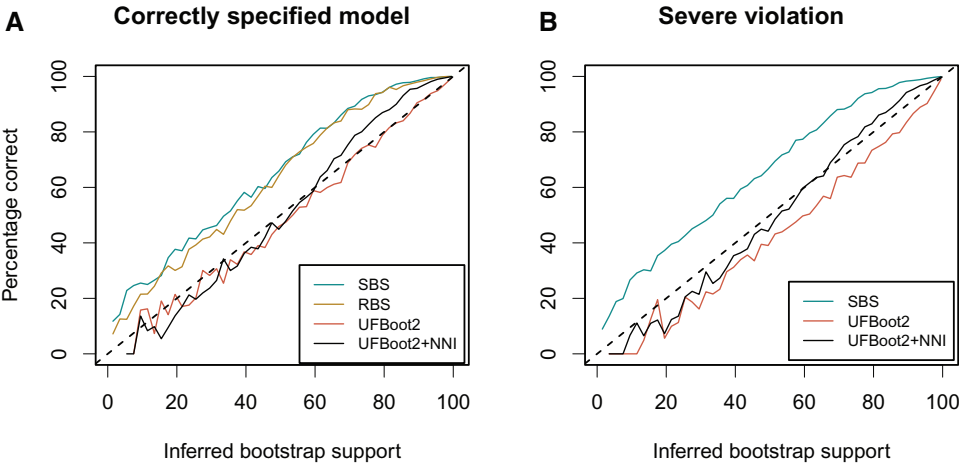 A
Correctly specified model
Percentage correct
100
80
60
40
20
0
SBS
RBS
UFBoot2
UFBoot2+NNI
0 20 40 60 80 100
Inferred bootstrap support
B
Severe violation
100
80
60
40
20
0
SBS
UFBoot2
UFBoot2+NNI
0 20 40 60 80 100
Inferred bootstrap support